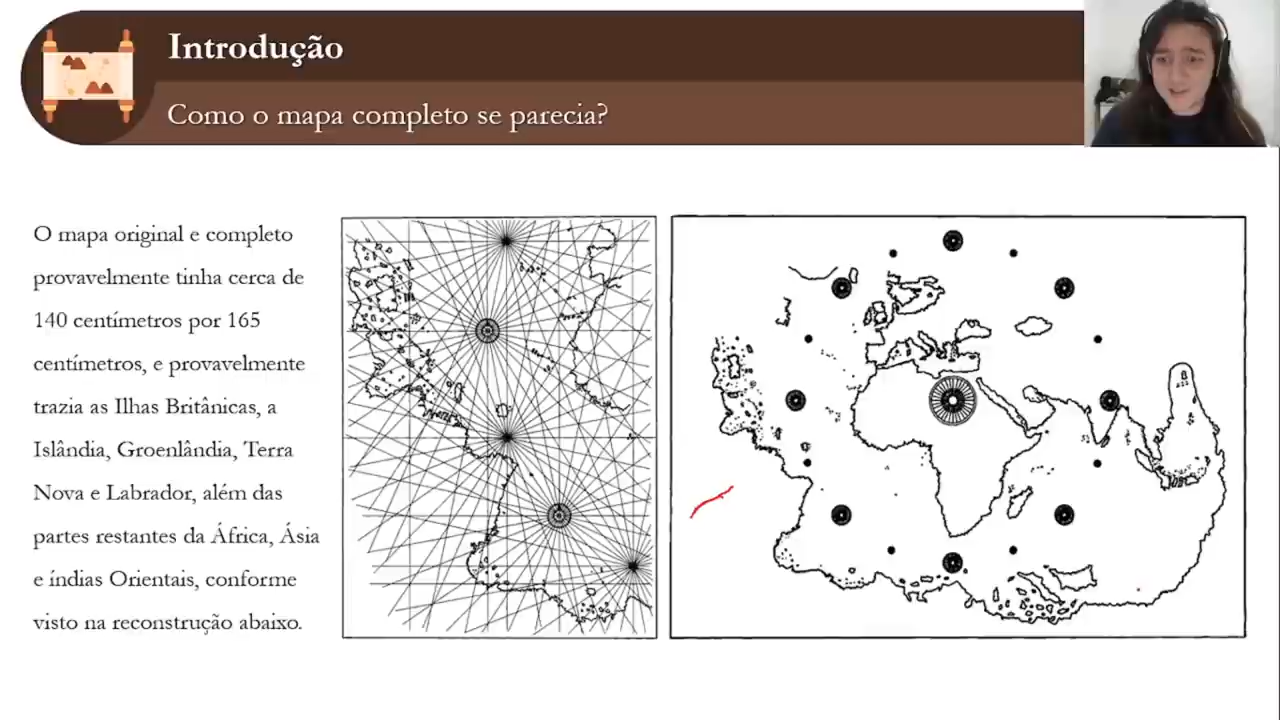 Introdução
Como o mapa completo se parecia?
O mapa original e completo
provavelmente tinha cerca de
140 centímetros por 165
centímetros, e provavelmente
trazia as Ilhas Britânicas, a
Islândia, Groenlândia, Terra
Nova e Labrador, além das
partes restantes da África, Ásia
e índias Orientais, conforme
visto na reconstrução abaixo.